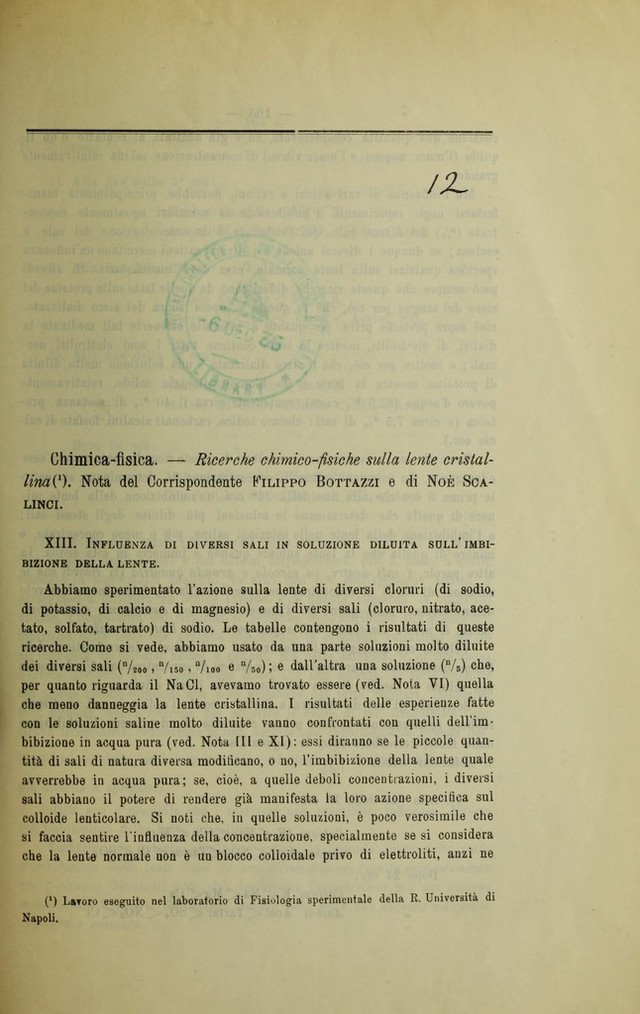 12
6 DEC 35
LIBRARY
Chimica-fisica. — Ricerche chimico-fisiche sulla lente cristal-
lina(¹). Nota del Corrispondente Filippo Bottazzi e di Noè Sca-
linci.
XIII. Influenza di diversi sali in soluzione diluita sull'imbi-
bizione della lente.
Abbiamo sperimentato l'azione sulla lente di diversi cloruri (di sodio,
di potassio, di calcio e di magnesio) e di diversi sali (cloruro, nitrato, ace-
tato, solfato, tartrato) di sodio. Le tabelle contengono i risultati di queste
ricerche. Come si vede, abbiamo usato da una parte soluzioni molto diluite
dei diversi sali (ⁿ/₂₀₀ , ⁿ/₁₅₀ , ⁿ/₁₀₀ e ⁿ/₅₀); e dall'altra una soluzione (ⁿ/₅) che,
per quanto riguarda il NaCl, avevamo trovato essere (ved. Nota VI) quella
che meno danneggia la lente cristallina. I risultati delle esperienze fatte
con le soluzioni saline molto diluite vanno confrontati con quelli dell'im-
bibizione in acqua pura (ved. Nota III e XI): essi diranno se le piccole quan-
tità di sali di natura diversa modificano, o no, l'imbibizione della lente quale
avverrebbe in acqua pura; se, cioè, a quelle deboli concentrazioni, i diversi
sali abbiano il potere di rendere già manifesta la loro azione specifica sul
colloide lenticolare. Si noti che, in quelle soluzioni, è poco verosimile che
si faccia sentire l'influenza della concentrazione, specialmente se si considera
che la lente normale non è un blocco colloidale privo di elettroliti, anzi ne
(¹) Lavoro eseguito nel laboratorio di Fisiologia sperimentale della R. Università di
Napoli.